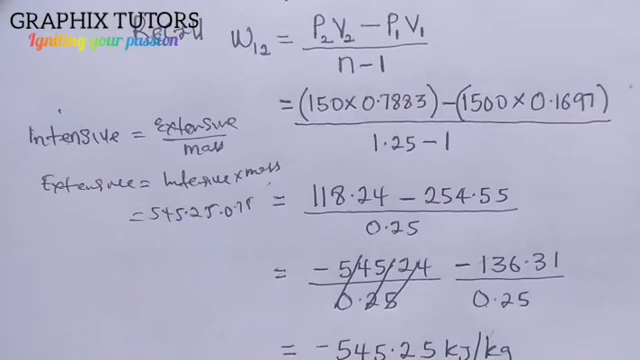 GRAPHIX TUTORS
Igniting your passion
W₁₂ = P₂V₂ – P₁V₁
n – 1
= (150 × 0.7883) – (1500 × 0.1697)
1.25 – 1
Intensive = Extensive
mass
Extensive = Intensive × mass
= 545.25.0.75
= 118.24 – 254.55
0.25
= – 545.24 – 136.31
0.25 0.25
= – 545.25 kJ/kg